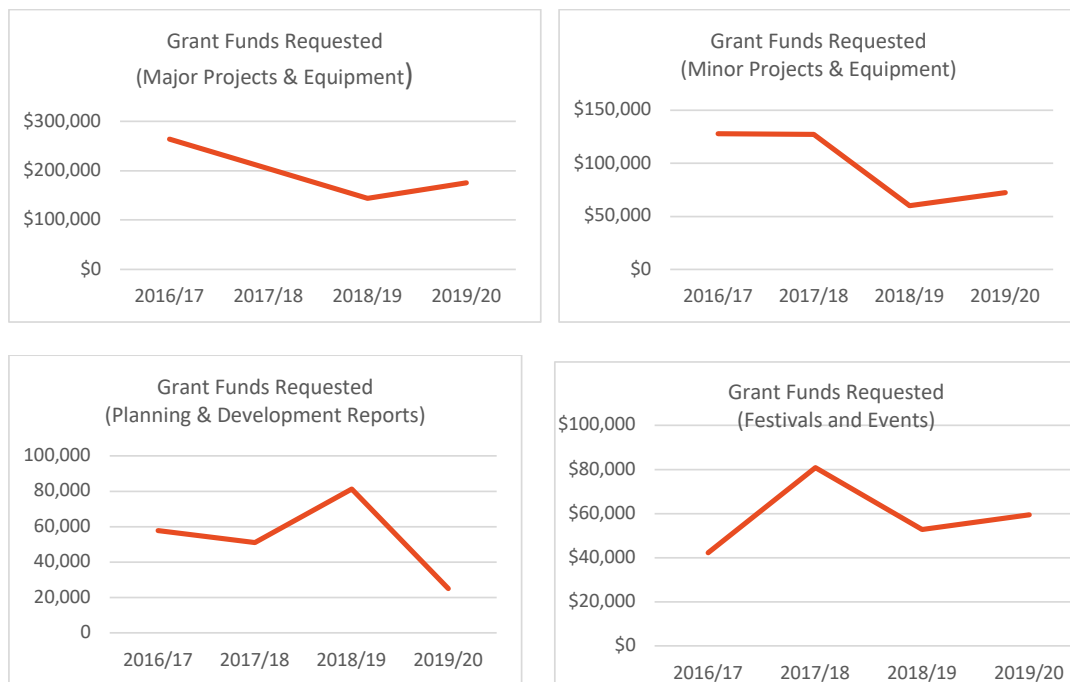 Grant Funds Requested
(Major Projects & Equipment)
$300,000
$200,000
$100,000
$0
2016/17 2017/18 2018/19 2019/20
Grant Funds Requested
(Minor Projects & Equipment)
$150,000
$100,000
$50,000
$0
2016/17 2017/18 2018/19 2019/20
Grant Funds Requested
(Planning & Development Reports)
100,000
80,000
60,000
40,000
20,000
0
2016/17 2017/18 2018/19 2019/20
Grant Funds Requested
(Festivals and Events)
$100,000
$80,000
$60,000
$40,000
$20,000
$0
2016/17 2017/18 2018/19 2019/20